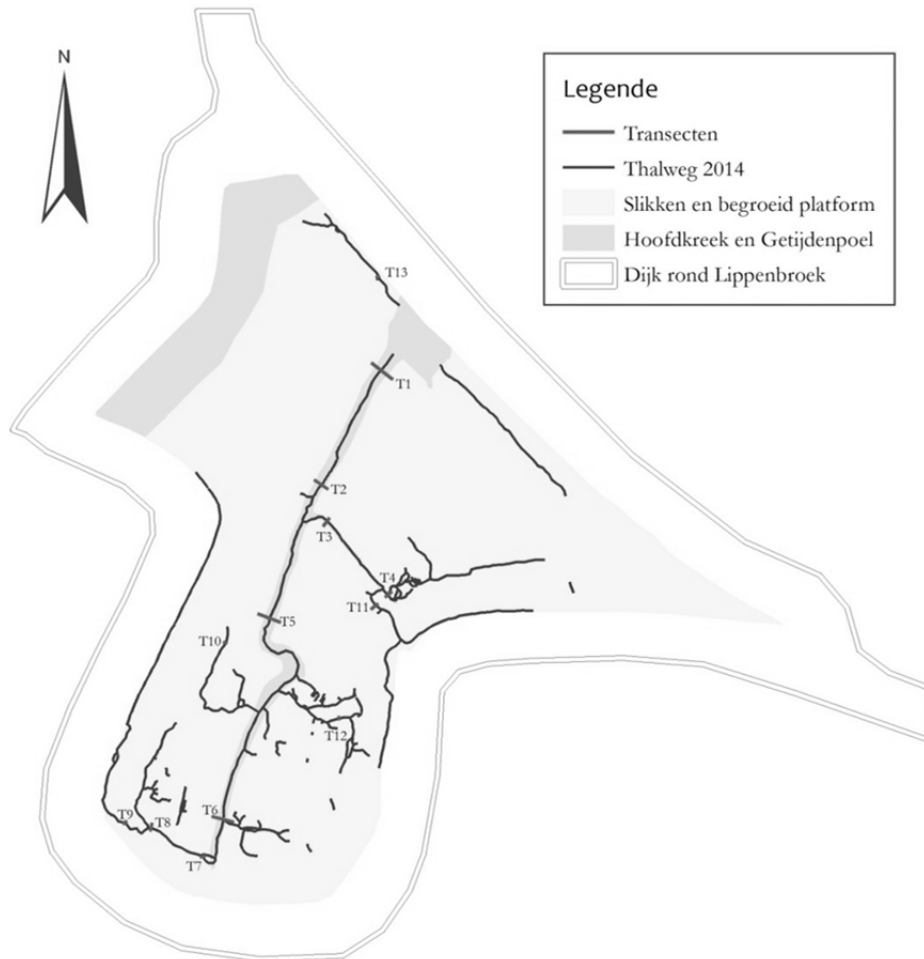 N
Legende
Transecten
Thalweg 2014
Slikken en begroeid platform
Hoofdkreek en Getijdenpoel
Dijk rond Lippenbroek
T13
T1
T2
T3
T4
T11
T5
T10
T12
T6
T9
T8
T7